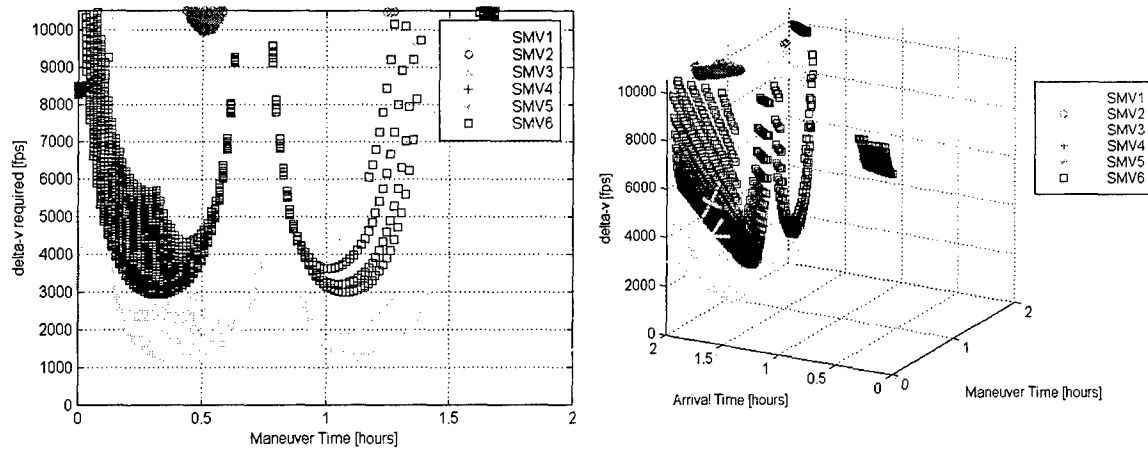 10000
9000
8000
7000
6000
5000
4000
3000
2000
1000
0
delta-v required [fps]
0 0.5 1 1.5 2
Maneuver Time [hours]
SMV1
SMV2
SMV3
SMV4
SMV5
SMV6
10000
8000
6000
4000
2000
0
delta-v [fps]
2 1.5 1 0.5 0
Arrival Time [hours]
0 1 2
Maneuver Time [hours]
SMV1
SMV2
SMV3
SMV4
SMV5
SMV6